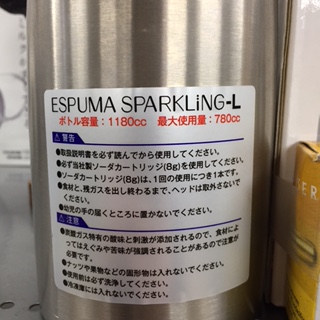 ESPUMA SPARKLiNG-L
ボトル容量:1180cc　最大使用量:780cc
警告
●取扱説明書を必ず読んでから使用してください。
●必ず当社製ソーダカートリッジ(8g)を使用してください。
●ソーダカートリッジ(8g)は、1回の使用につき1本です。
●食材と、残ガスを出し終わるまで、ヘッドは取外さないでください。
●幼児の手の届くところに置かないでください。
注意
●炭酸ガス特有の酸味と刺激が添加されるので、食材によってはえぐみや苦味が強調されることがあるので注意が必要です。
●ナッツや果物などの固形物は入れないでください。
●使用前は必ず洗浄してください。
●冷凍庫には入れないでください。